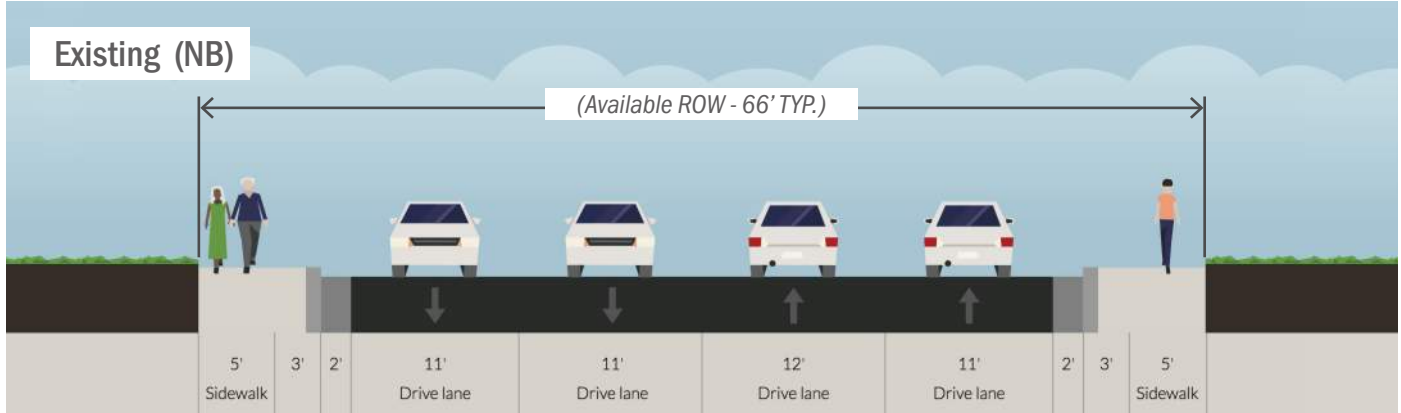 Existing (NB)
(Available ROW - 66' TYP.)
5' 3' 2' 11' 11' 12' 11' 2' 3' 5'
Sidewalk Drive lane Drive lane Drive lane Drive lane Sidewalk